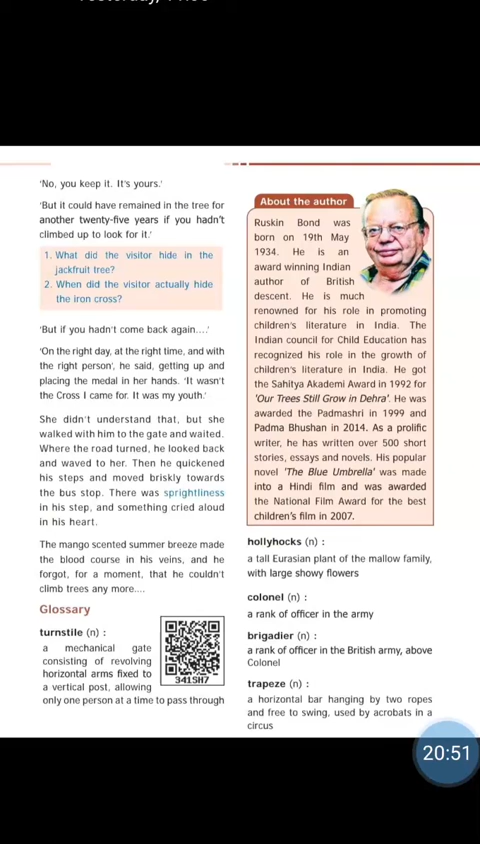 'No, you keep it. It's yours.'
'But it could have remained in the tree for
another twenty-five years if you hadn't
climbed up to look for it.'
1. What did the visitor hide in the
jackfruit tree?
2. When did the visitor actually hide
the iron cross?
'But if you hadn't come back again....'
'On the right day, at the right time, and with
the right person', he said, getting up and
placing the medal in her hands. 'It wasn't
the Cross I came for. It was my youth.'
She didn't understand that, but she
walked with him to the gate and waited.
Where the road turned, he looked back
and waved to her. Then he quickened
his steps and moved briskly towards
the bus stop. There was sprightliness
in his step, and something cried aloud
in his heart.
The mango scented summer breeze made
the blood course in his veins, and he
forgot, for a moment, that he couldn't
climb trees any more....
Glossary
turnstile (n) :
a mechanical gate
consisting of revolving
horizontal arms fixed to
a vertical post, allowing
only one person at a time to pass through
341SH7
About the author
Ruskin Bond was
born on 19th May
1934. He is an
award winning Indian
author of British
descent. He is much
renowned for his role in promoting
children's literature in India. The
Indian council for Child Education has
recognized his role in the growth of
children's literature in India. He got
the Sahitya Akademi Award in 1992 for
'Our Trees Still Grow in Dehra'. He was
awarded the Padmashri in 1999 and
Padma Bhushan in 2014. As a prolific
writer, he has written over 500 short
stories, essays and novels. His popular
novel 'The Blue Umbrella' was made
into a Hindi film and was awarded
the National Film Award for the best
children's film in 2007.
hollyhocks (n) :
a tall Eurasian plant of the mallow family,
with large showy flowers
colonel (n) :
a rank of officer in the army
brigadier (n) :
a rank of officer in the British army, above
Colonel
trapeze (n) :
a horizontal bar hanging by two ropes
and free to swing, used by acrobats in a
circus
20:51